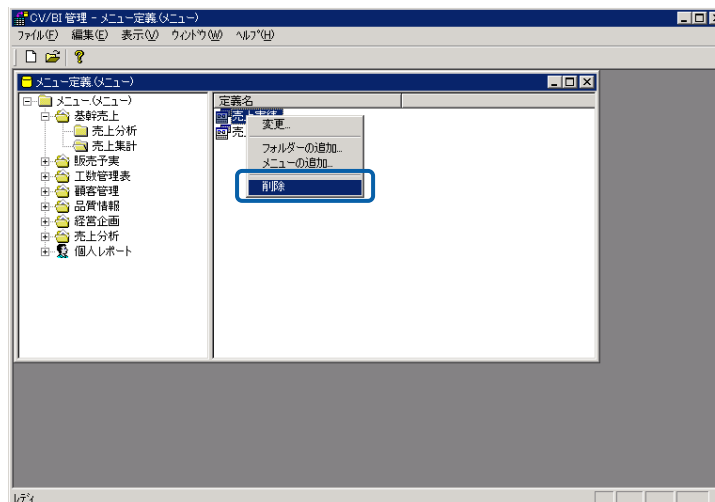 CV/BI 管理 - メニュー定義(メニュー)
ファイル(F) 編集(E) 表示(V) ウィンドウ(W) ヘルプ(H)
メニュー定義.(メニュー)
メニュー.(メニュー)
基幹売上
売上分析
売上集計
販売予実
工数管理表
顧客管理
品質情報
経営企画
売上分析
個人レポート
定義名
売上実績
売
変更...
フォルダーの追加...
メニューの追加...
削除
レディ